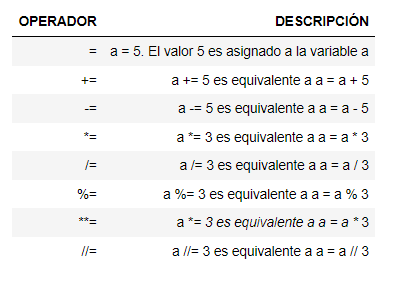 OPERADOR DESCRIPCIÓN
= a = 5. El valor 5 es asignado a la variable a
+= a += 5 es equivalente a a = a + 5
-= a -= 5 es equivalente a a = a - 5
*= a *= 3 es equivalente a a = a * 3
/= a /= 3 es equivalente a a = a / 3
%= a %= 3 es equivalente a a = a % 3
**= a *= 3 es equivalente a a = a * 3
//= a //= 3 es equivalente a a = a // 3